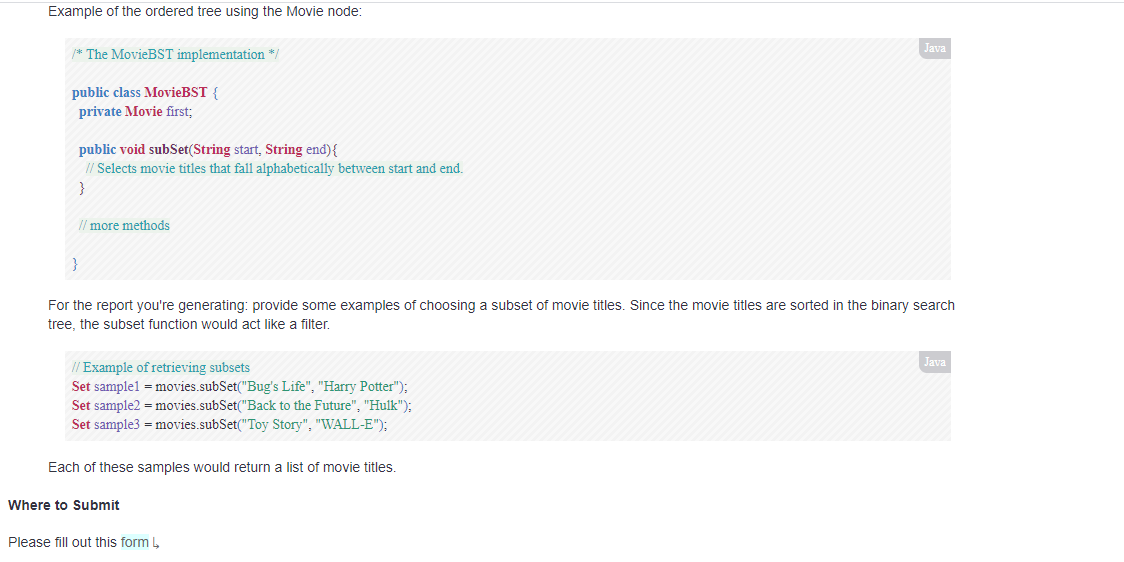 Example of the ordered tree using the Movie node:
Java
/* The MovieBST implementation */
public class MovieBST {
private Movie first;
public void subSet(String start, String end){
// Selects movie titles that fall alphabetically between start and end.
}
// more methods
}
For the report you're generating: provide some examples of choosing a subset of movie titles. Since the movie titles are sorted in the binary search
tree, the subset function would act like a filter.
Java
// Example of retrieving subsets
Set sample1 = movies.subSet("Bug's Life", "Harry Potter");
Set sample2 = movies.subSet("Back to the Future", "Hulk");
Set sample3 = movies.subSet("Toy Story", "WALL-E");
Each of these samples would return a list of movie titles.
Where to Submit
Please fill out this form